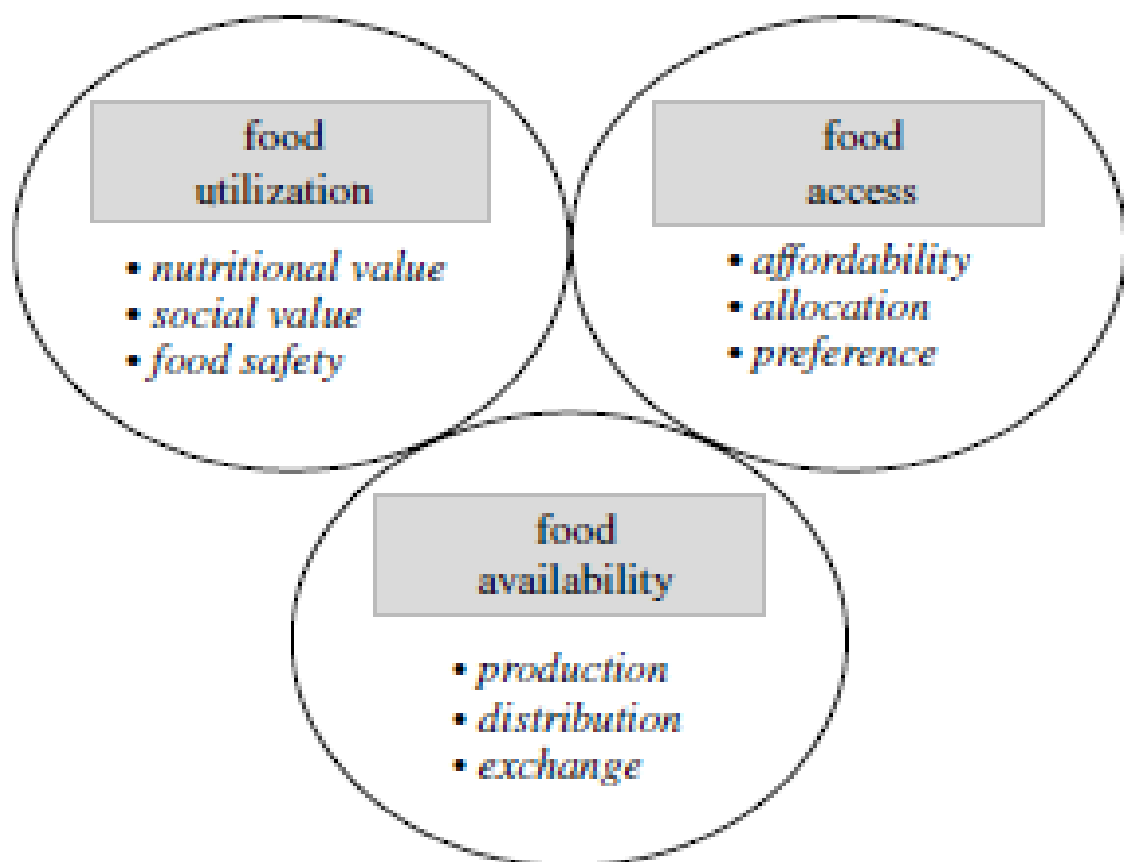 food
utilization
• nutritional value
• social value
• food safety
food
access
• affordability
• allocation
• preference
food
availability
• production
• distribution
• exchange